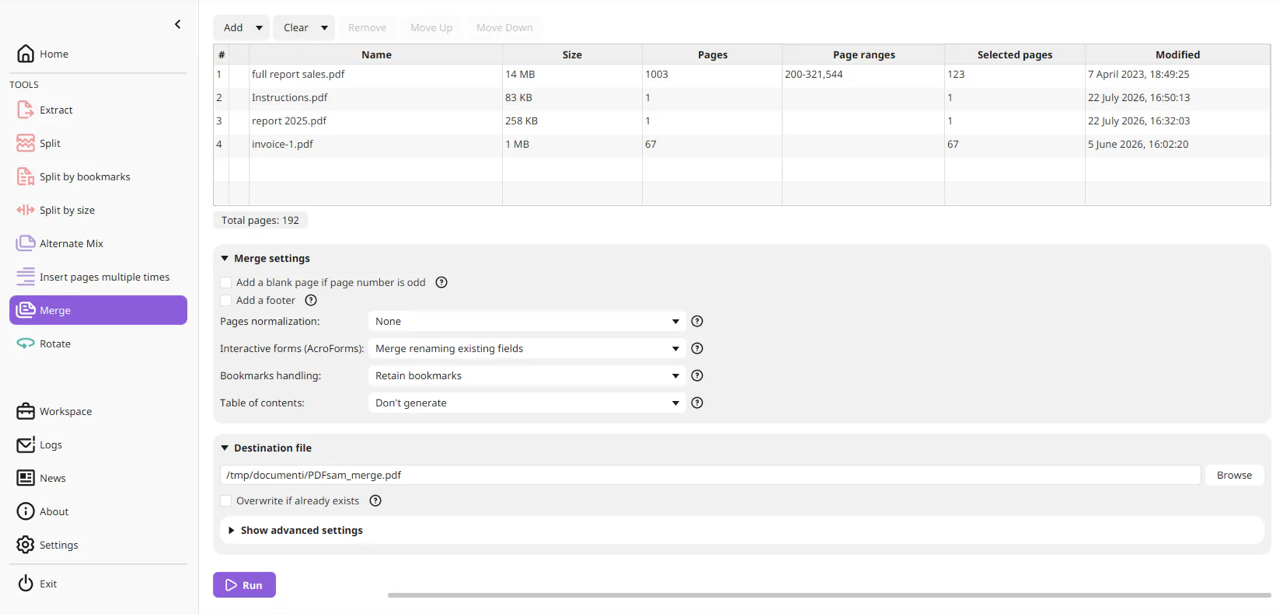 Home
TOOLS
Extract
Split
Split by bookmarks
Split by size
Alternate Mix
Insert pages multiple times
Merge
Rotate
Workspace
Logs
News
About
Settings
Exit
Add Clear Remove Move Up Move Down
# Name Size Pages Page ranges Selected pages Modified
1 full report sales.pdf 14 MB 1003 200-321,544 123 7 April 2023, 18:49:25
2 Instructions.pdf 83 KB 1 1 22 July 2026, 16:50:13
3 report 2025.pdf 258 KB 1 1 22 July 2026, 16:32:03
4 invoice-1.pdf 1 MB 67 67 5 June 2026, 16:02:20
Total pages: 192
Merge settings
Add a blank page if page number is odd ?
Add a footer ?
Pages normalization: None ?
Interactive forms (AcroForms): Merge renaming existing fields ?
Bookmarks handling: Retain bookmarks ?
Table of contents: Don't generate ?
Destination file
/tmp/documenti/PDFsam_merge.pdf Browse
Overwrite if already exists ?
Show advanced settings
Run